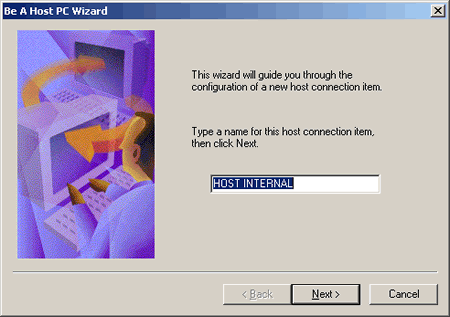 Be A Host PC Wizard
This wizard will guide you through the
configuration of a new host connection item.
Type a name for this host connection item,
then click Next.
HOST INTERNAL
< Back
Next >
Cancel